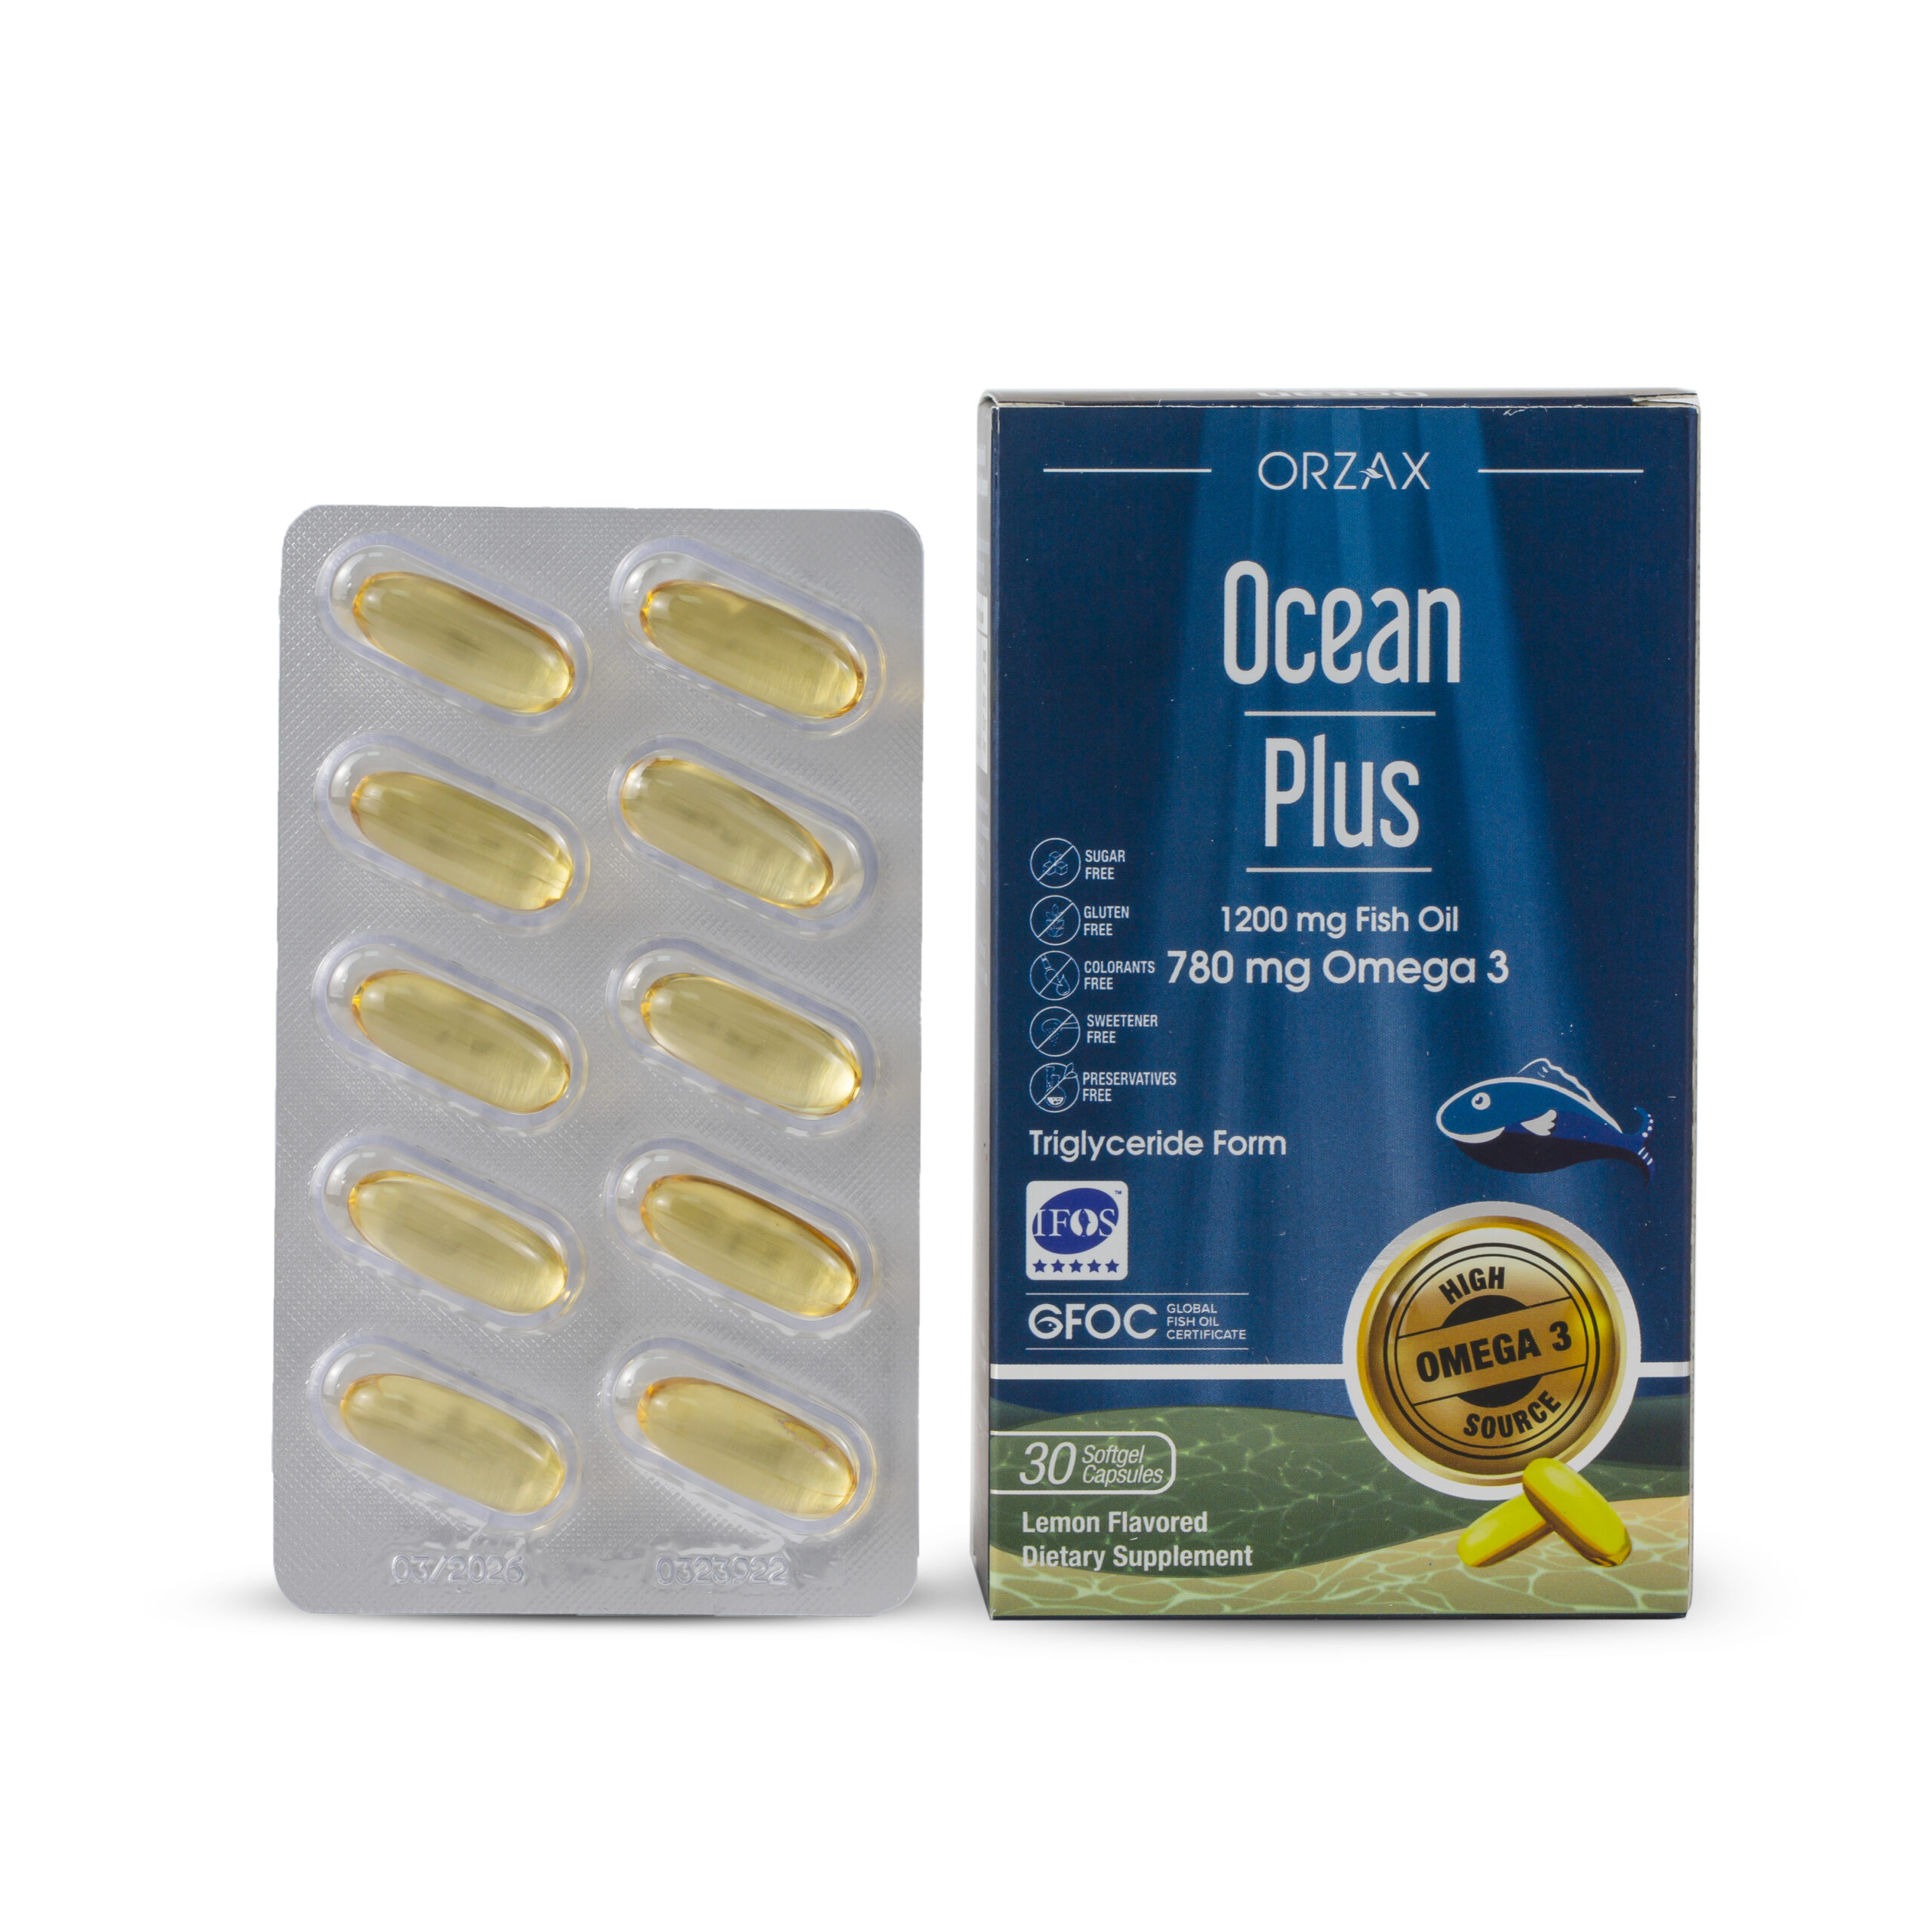 ORZAX
Ocean
Plus
1200 mg Fish Oil
780 mg Omega 3
SUGAR
FREE
GLUTEN
FREE
COLORANTS
FREE
SWEETENER
FREE
PRESERVATIVES
FREE
Triglyceride Form
IFOS™
GFOC
GLOBAL
FISH OIL
CERTIFICATE
HIGH
OMEGA 3
SOURCE
30 Softgel
Capsules
Lemon Flavored
Dietary Supplement
03/2026
0323922